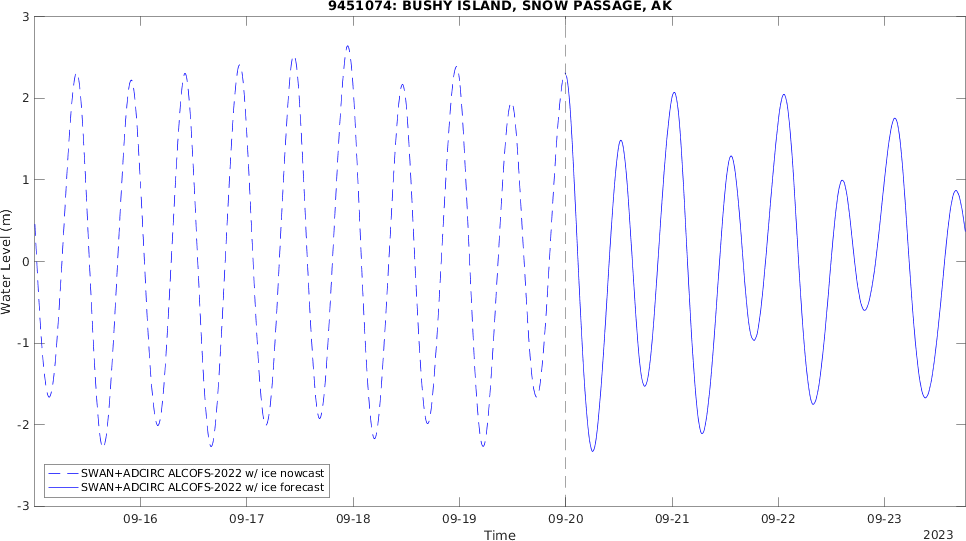 9451074: BUSHY ISLAND, SNOW PASSAGE, AK
3
2
1
0
-1
-2
-3
Water Level (m)
SWAN+ADCIRC ALCOFS-2022 w/ ice nowcast
SWAN+ADCIRC ALCOFS-2022 w/ ice forecast
09-16 09-17 09-18 09-19 09-20 09-21 09-22 09-23
Time
2023